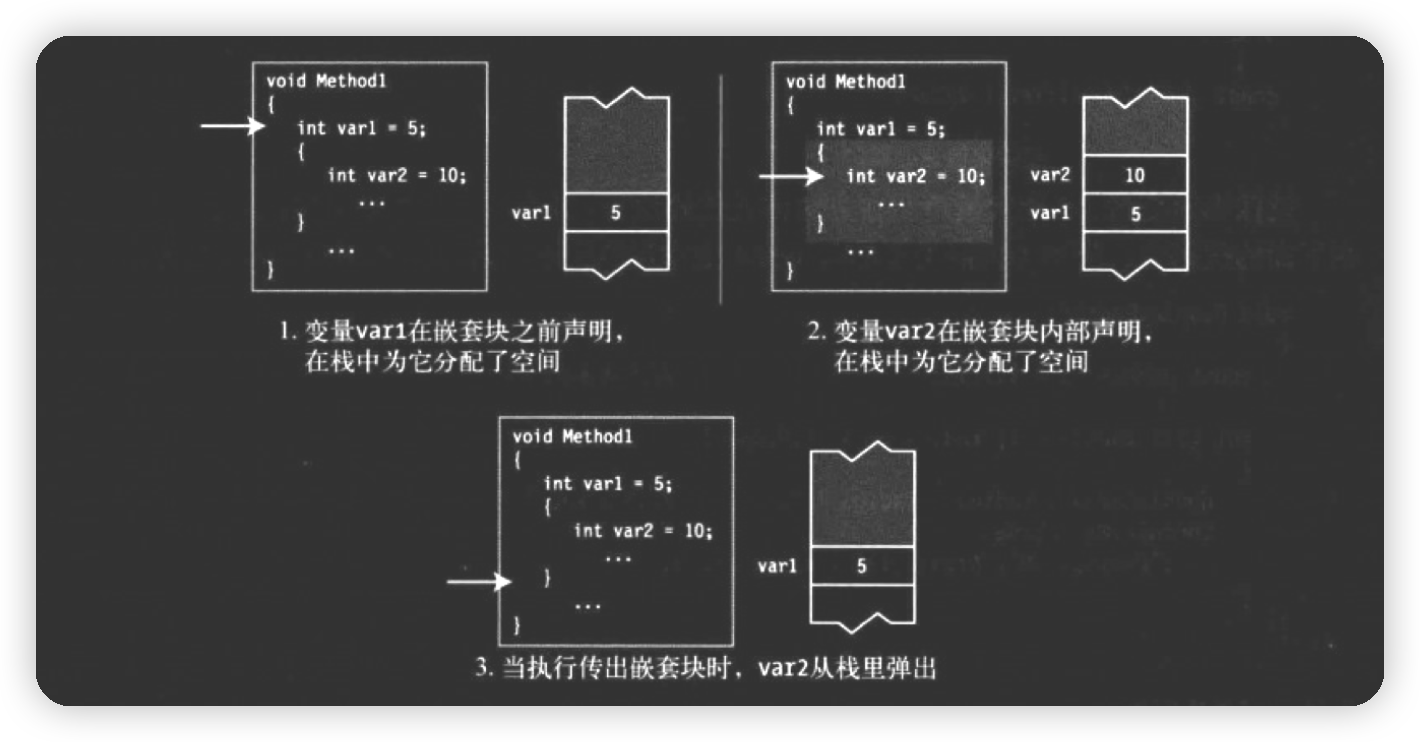 void Method1
{
int var1 = 5;
{
int var2 = 10;
...
}
...
}
var1
5
1. 变量var1在嵌套块之前声明，
在栈中为它分配了空间
void Method1
{
int var1 = 5;
{
int var2 = 10;
...
}
...
}
var2
10
var1
5
2. 变量var2在嵌套块内部声明，
在栈中为它分配了空间
void Method1
{
int var1 = 5;
{
int var2 = 10;
...
}
...
}
var1
5
3. 当执行传出嵌套块时，var2从栈里弹出